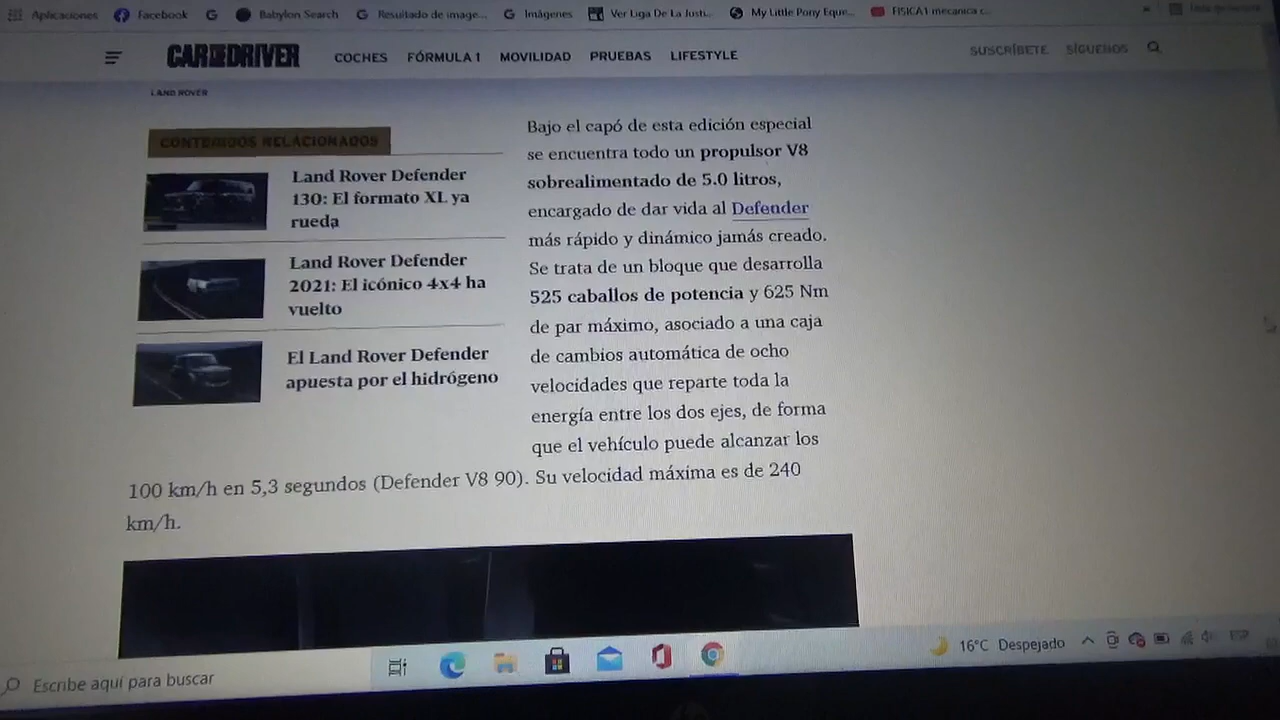 Aplicaciones Facebook Babylon Search Resultado de image... Imágenes Ver Liga De La Justi... My Little Pony Eque... FISICA1 mecanica c...
CAR AND DRIVER COCHES FÓRMULA 1 MOVILIDAD PRUEBAS LIFESTYLE SUSCRÍBETE SÍGUENOS
LAND ROVER
CONTENIDOS RELACIONADOS
Land Rover Defender
130: El formato XL ya
rueda
Land Rover Defender
2021: El icónico 4x4 ha
vuelto
El Land Rover Defender
apuesta por el hidrógeno
Bajo el capó de esta edición especial
se encuentra todo un propulsor V8
sobrealimentado de 5.0 litros,
encargado de dar vida al Defender
más rápido y dinámico jamás creado.
Se trata de un bloque que desarrolla
525 caballos de potencia y 625 Nm
de par máximo, asociado a una caja
de cambios automática de ocho
velocidades que reparte toda la
energía entre los dos ejes, de forma
que el vehículo puede alcanzar los
100 km/h en 5,3 segundos (Defender V8 90). Su velocidad máxima es de 240
km/h.
Escribe aquí para buscar 16°C Despejado ESP